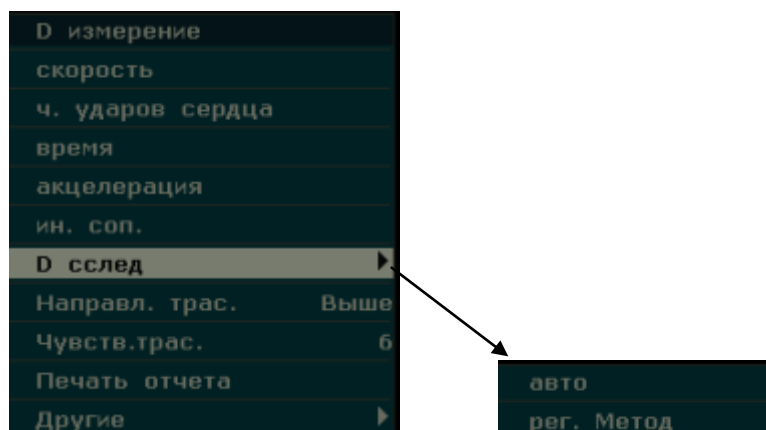 D измерение
скорость
ч. ударов сердца
время
акцелерация
ин. соп.
D сслед
Направл. трас. Выше
Чувств.трас. 6
Печать отчета
Другие
авто
рег. Метод